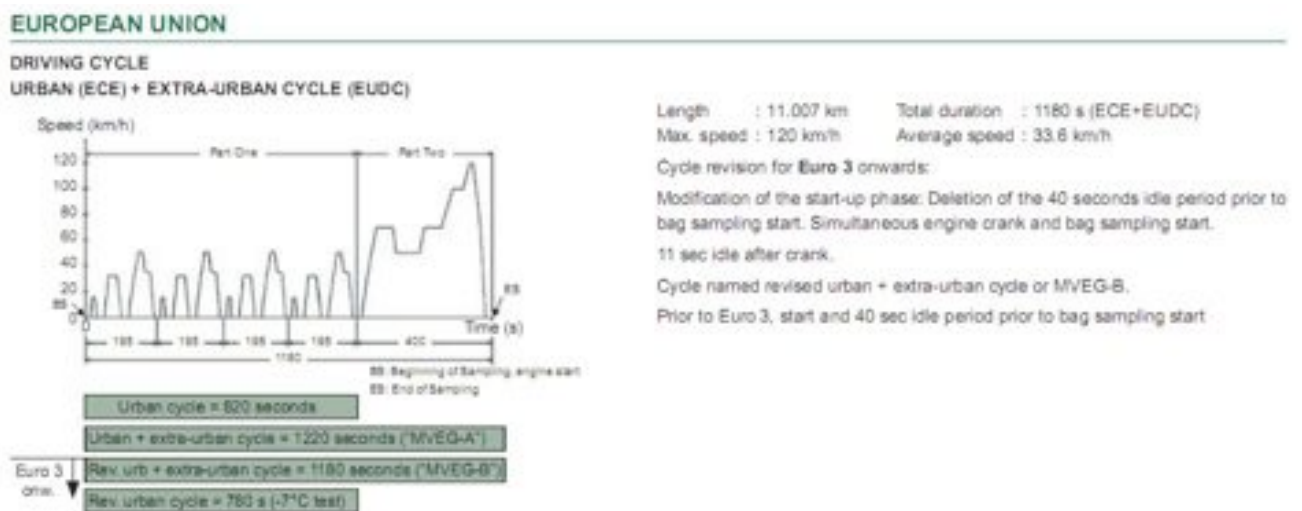 EUROPEAN UNION
DRIVING CYCLE
URBAN (ECE) + EXTRA-URBAN CYCLE (EUDC)
Speed (km/h)
Part One
Part Two
120
100
80
60
40
20
0
BS
ES
Time (s)
195
195
195
195
400
1180
BS: Beginning of Sampling, engine start
ES: End of Sampling
Urban cycle = 820 seconds
Urban + extra-urban cycle = 1220 seconds ("MVEG-A")
Euro 3
onw.
Rev. urb + extra-urban cycle = 1180 seconds ("MVEG-B")
Rev. urban cycle = 780 s (-7°C test)
Length : 11.007 km Total duration : 1180 s (ECE+EUDC)
Max. speed : 120 km/h Average speed : 33.6 km/h
Cycle revision for Euro 3 onwards:
Modification of the start-up phase: Deletion of the 40 seconds idle period prior to
bag sampling start. Simultaneous engine crank and bag sampling start.
11 sec idle after crank.
Cycle named revised urban + extra-urban cycle or MVEG-B.
Prior to Euro 3, start and 40 sec idle period prior to bag sampling start